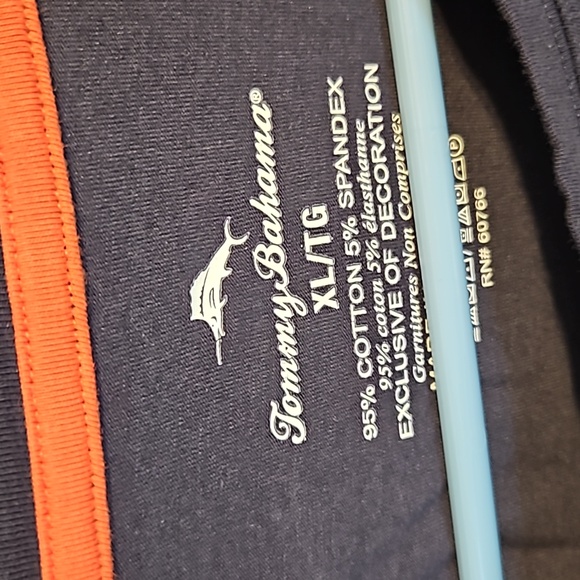 Tommy Bahama®
XL/TG
95% COTTON 5% SPANDEX
95% coton 5% élasthanne
EXCLUSIVE OF DECORATION
Garnitures Non Comprises
RN# 60766